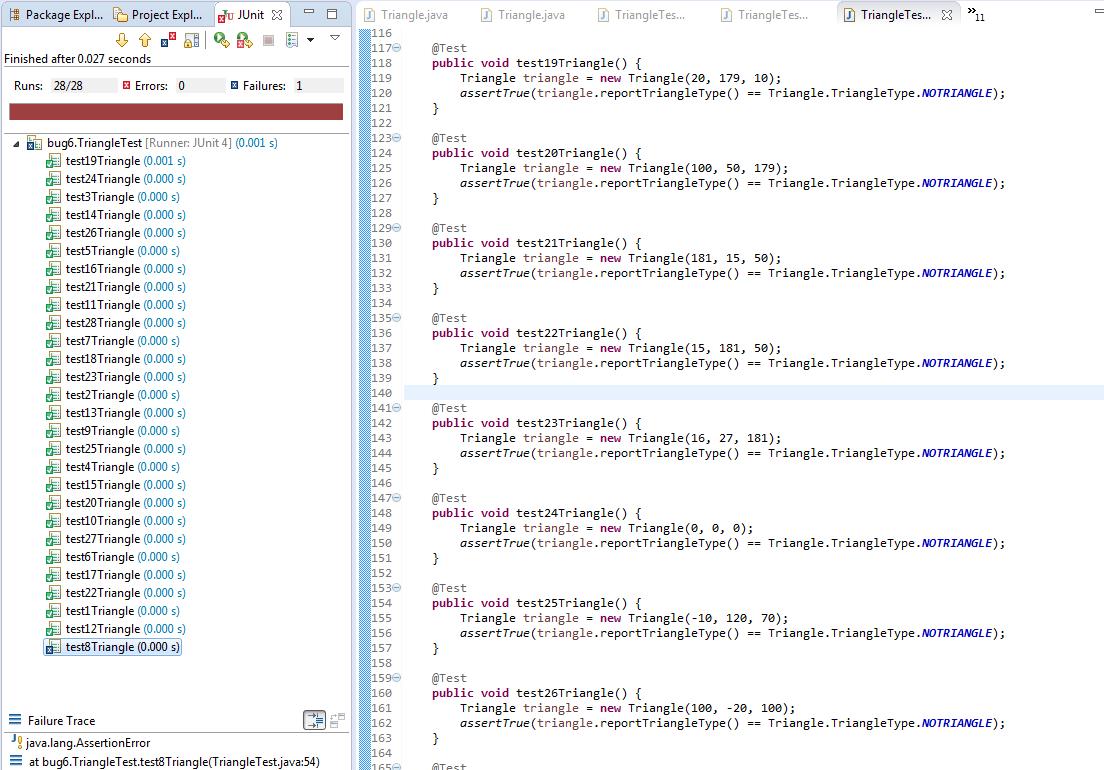 Package Expl... Project Expl... JUnit
Finished after 0.027 seconds
Runs: 28/28 Errors: 0 Failures: 1
bug6.TriangleTest [Runner: JUnit 4] (0.001 s)
test19Triangle (0.001 s)
test24Triangle (0.000 s)
test3Triangle (0.000 s)
test14Triangle (0.000 s)
test26Triangle (0.000 s)
test5Triangle (0.000 s)
test16Triangle (0.000 s)
test21Triangle (0.000 s)
test11Triangle (0.000 s)
test28Triangle (0.000 s)
test7Triangle (0.000 s)
test18Triangle (0.000 s)
test23Triangle (0.000 s)
test2Triangle (0.000 s)
test13Triangle (0.000 s)
test9Triangle (0.000 s)
test25Triangle (0.000 s)
test4Triangle (0.000 s)
test15Triangle (0.000 s)
test20Triangle (0.000 s)
test10Triangle (0.000 s)
test27Triangle (0.000 s)
test6Triangle (0.000 s)
test17Triangle (0.000 s)
test22Triangle (0.000 s)
test1Triangle (0.000 s)
test12Triangle (0.000 s)
test8Triangle (0.000 s)
Failure Trace
java.lang.AssertionError
at bug6.TriangleTest.test8Triangle(TriangleTest.java:54)
Triangle.java Triangle.java TriangleTes... TriangleTes... TriangleTes... »11
116
117 @Test
118 public void test19Triangle() {
119 Triangle triangle = new Triangle(20, 179, 10);
120 assertTrue(triangle.reportTriangleType() == Triangle.TriangleType.NOTRIANGLE);
121 }
122
123 @Test
124 public void test20Triangle() {
125 Triangle triangle = new Triangle(100, 50, 179);
126 assertTrue(triangle.reportTriangleType() == Triangle.TriangleType.NOTRIANGLE);
127 }
128
129 @Test
130 public void test21Triangle() {
131 Triangle triangle = new Triangle(181, 15, 50);
132 assertTrue(triangle.reportTriangleType() == Triangle.TriangleType.NOTRIANGLE);
133 }
134
135 @Test
136 public void test22Triangle() {
137 Triangle triangle = new Triangle(15, 181, 50);
138 assertTrue(triangle.reportTriangleType() == Triangle.TriangleType.NOTRIANGLE);
139 }
140
141 @Test
142 public void test23Triangle() {
143 Triangle triangle = new Triangle(16, 27, 181);
144 assertTrue(triangle.reportTriangleType() == Triangle.TriangleType.NOTRIANGLE);
145 }
146
147 @Test
148 public void test24Triangle() {
149 Triangle triangle = new Triangle(0, 0, 0);
150 assertTrue(triangle.reportTriangleType() == Triangle.TriangleType.NOTRIANGLE);
151 }
152
153 @Test
154 public void test25Triangle() {
155 Triangle triangle = new Triangle(-10, 120, 70);
156 assertTrue(triangle.reportTriangleType() == Triangle.TriangleType.NOTRIANGLE);
157 }
158
159 @Test
160 public void test26Triangle() {
161 Triangle triangle = new Triangle(100, -20, 100);
162 assertTrue(triangle.reportTriangleType() == Triangle.TriangleType.NOTRIANGLE);
163 }
164
165 @Test